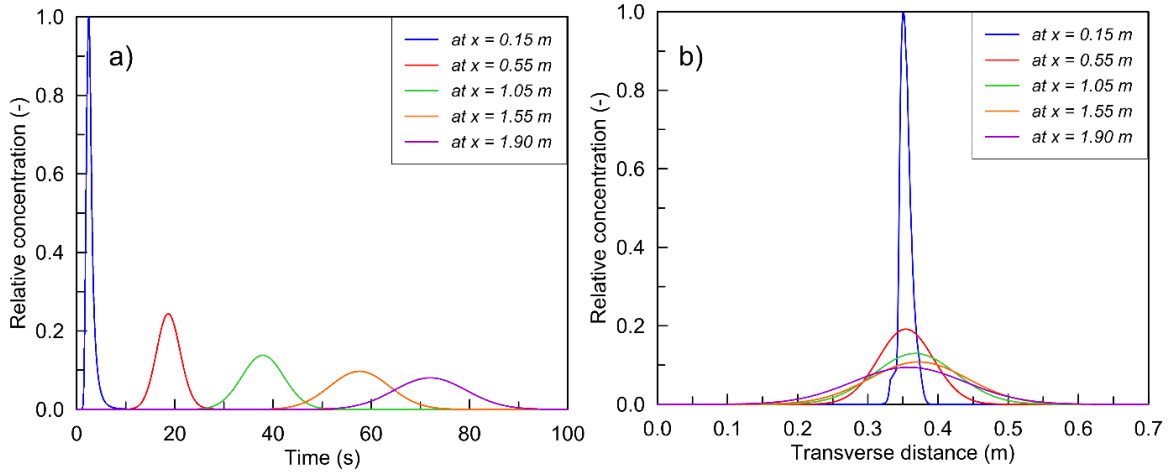 a)
at x = 0.15 m
at x = 0.55 m
at x = 1.05 m
at x = 1.55 m
at x = 1.90 m
Relative concentration (-)
1.0
0.8
0.6
0.4
0.2
0.0
0
20
40
60
80
100
Time (s)
b)
at x = 0.15 m
at x = 0.55 m
at x = 1.05 m
at x = 1.55 m
at x = 1.90 m
Relative concentration (-)
1.0
0.8
0.6
0.4
0.2
0.0
0.0
0.1
0.2
0.3
0.4
0.5
0.6
0.7
Transverse distance (m)